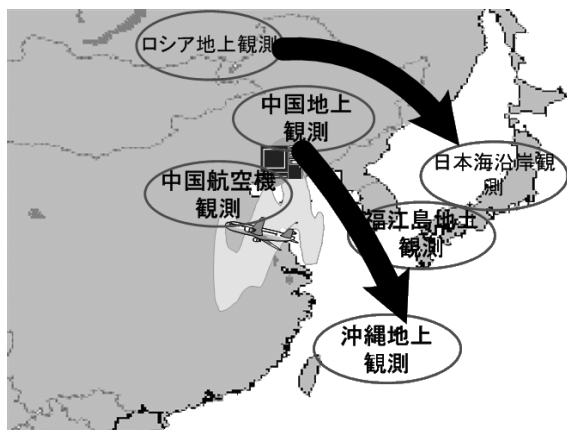 ロシア地上観測
中国地上
観測
日本海沿岸観
測
中国航空機
観測
福江島地上
観測
沖縄地上
観測